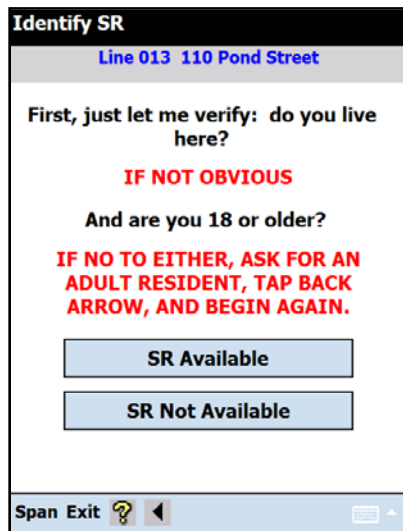 Identify SR
Line 013 110 Pond Street
First, just let me verify: do you live
here?
IF NOT OBVIOUS
And are you 18 or older?
IF NO TO EITHER, ASK FOR AN
ADULT RESIDENT, TAP BACK
ARROW, AND BEGIN AGAIN.
SR Available
SR Not Available
Span Exit ?